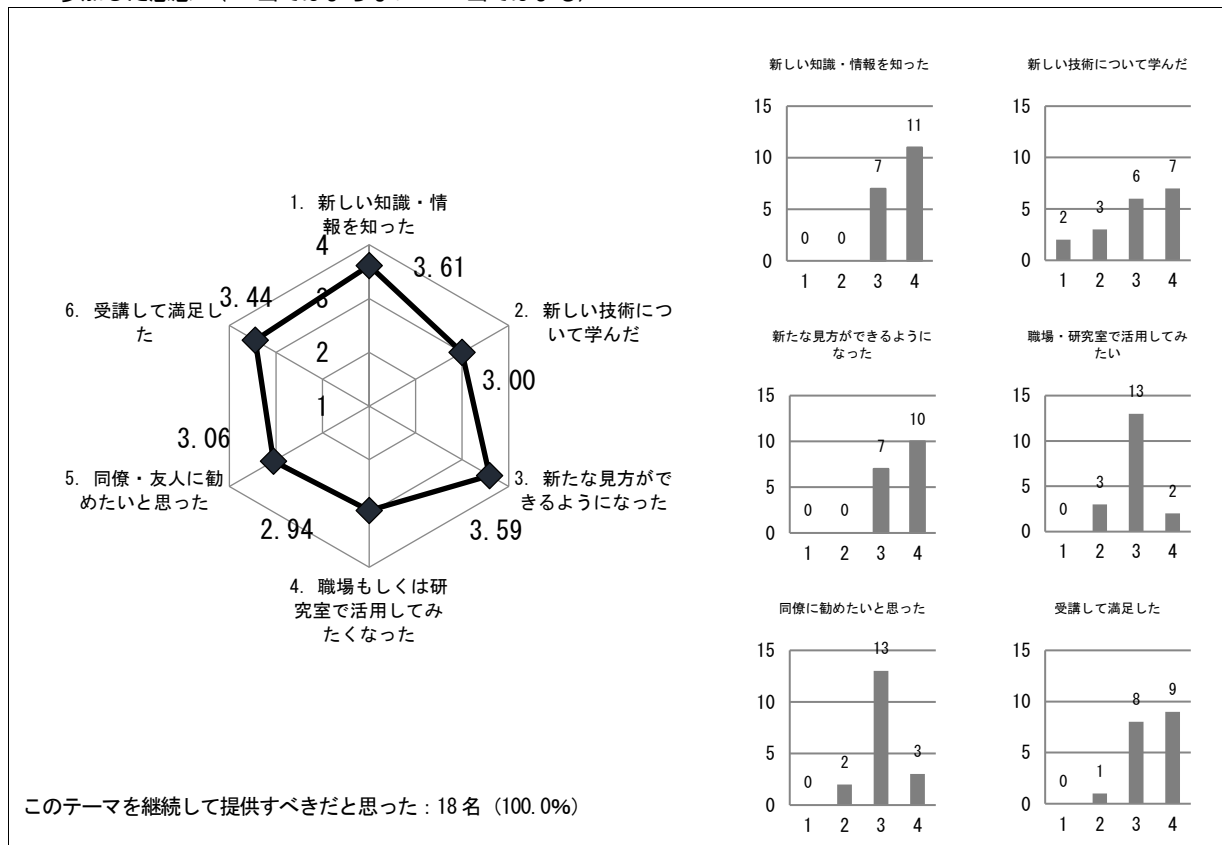 1. 新しい知識・情
報を知った
4
3.61
3.44
3
6. 受講して満足し
た
2. 新しい技術につ
いて学んだ
2
3.00
1
3.06
5. 同僚・友人に勧
めたいと思った
3. 新たな見方がで
きるようになった
2.94
3.59
4. 職場もしくは研
究室で活用してみ
たくなった
このテーマを継続して提供すべきだと思った：18名（100.0%）
新しい知識・情報を知った
15
10
5
0
0 0 7 11
1 2 3 4
新しい技術について学んだ
15
10
5
0
2 3 6 7
1 2 3 4
新たな見方ができるように
なった
15
10
5
0
0 0 7 10
1 2 3 4
職場・研究室で活用してみ
たい
15
10
5
0
0 3 13 2
1 2 3 4
同僚に勧めたいと思った
15
10
5
0
0 2 13 3
1 2 3 4
受講して満足した
15
10
5
0
0 1 8 9
1 2 3 4